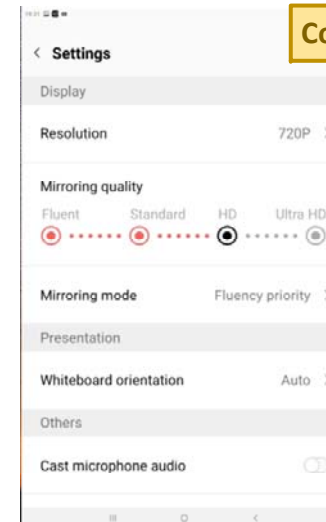 Co
< Settings
Display
Resolution 720P
Mirroring quality
Fluent Standard HD Ultra HD
Mirroring mode Fluency priority
Presentation
Whiteboard orientation Auto
Others
Cast microphone audio